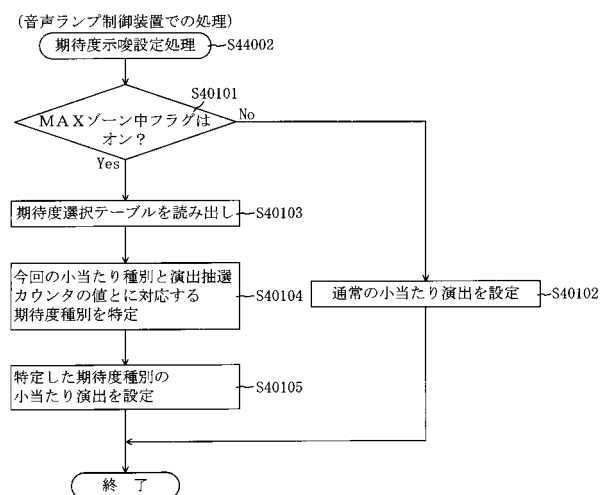 (音声ランプ制御装置での処理)
期待度示唆設定処理
S44002
S40101
MAXゾーン中フラグは
オン?
No
Yes
期待度選択テーブルを読み出し
S40103
今回の小当たり種別と演出抽選
カウンタの値とに対応する
期待度種別を特定
S40104
通常の小当たり演出を設定
S40102
特定した期待度種別の
小当たり演出を設定
S40105
終 了